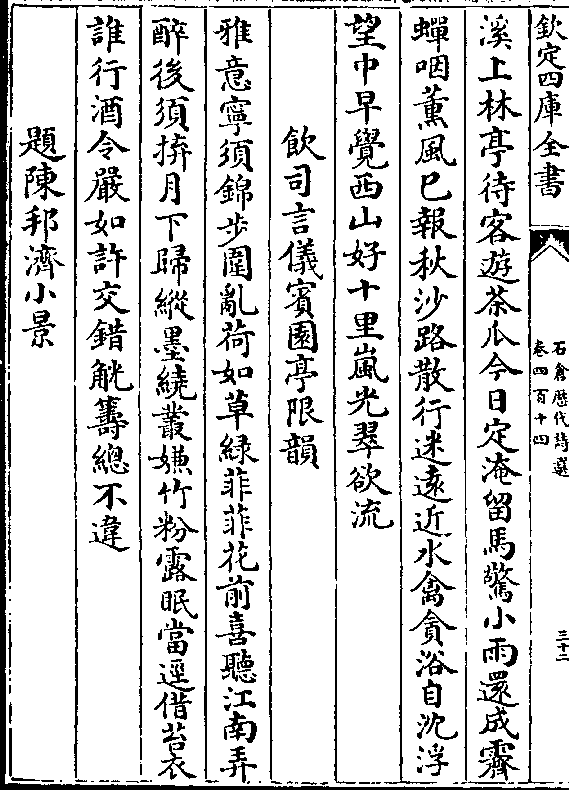 欽定四庫全書
石倉歷代詩選
卷四百十四
三十二
溪上林亭待客遊茶瓜今日定淹留馬驚小雨還成霽
蟬咽薰風已報秋沙路散行迷遠近水禽貪浴自沈浮
望中早覺西山好十里嵐光翠欲流
飲司言儀賓園亭限韻
雅意寧須錦步圍亂荷如草綠菲菲花前喜聽江南弄
醉後須拚月下歸縱墨繞叢嫌竹粉露眠當逕借苔衣
誰行酒令嚴如許交錯觥籌總不違
題陳邦濟小景